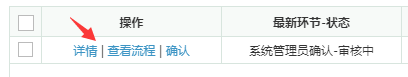 操作 最新环节-状态
详情 | 查看流程 | 确认 系统管理员确认-审核中